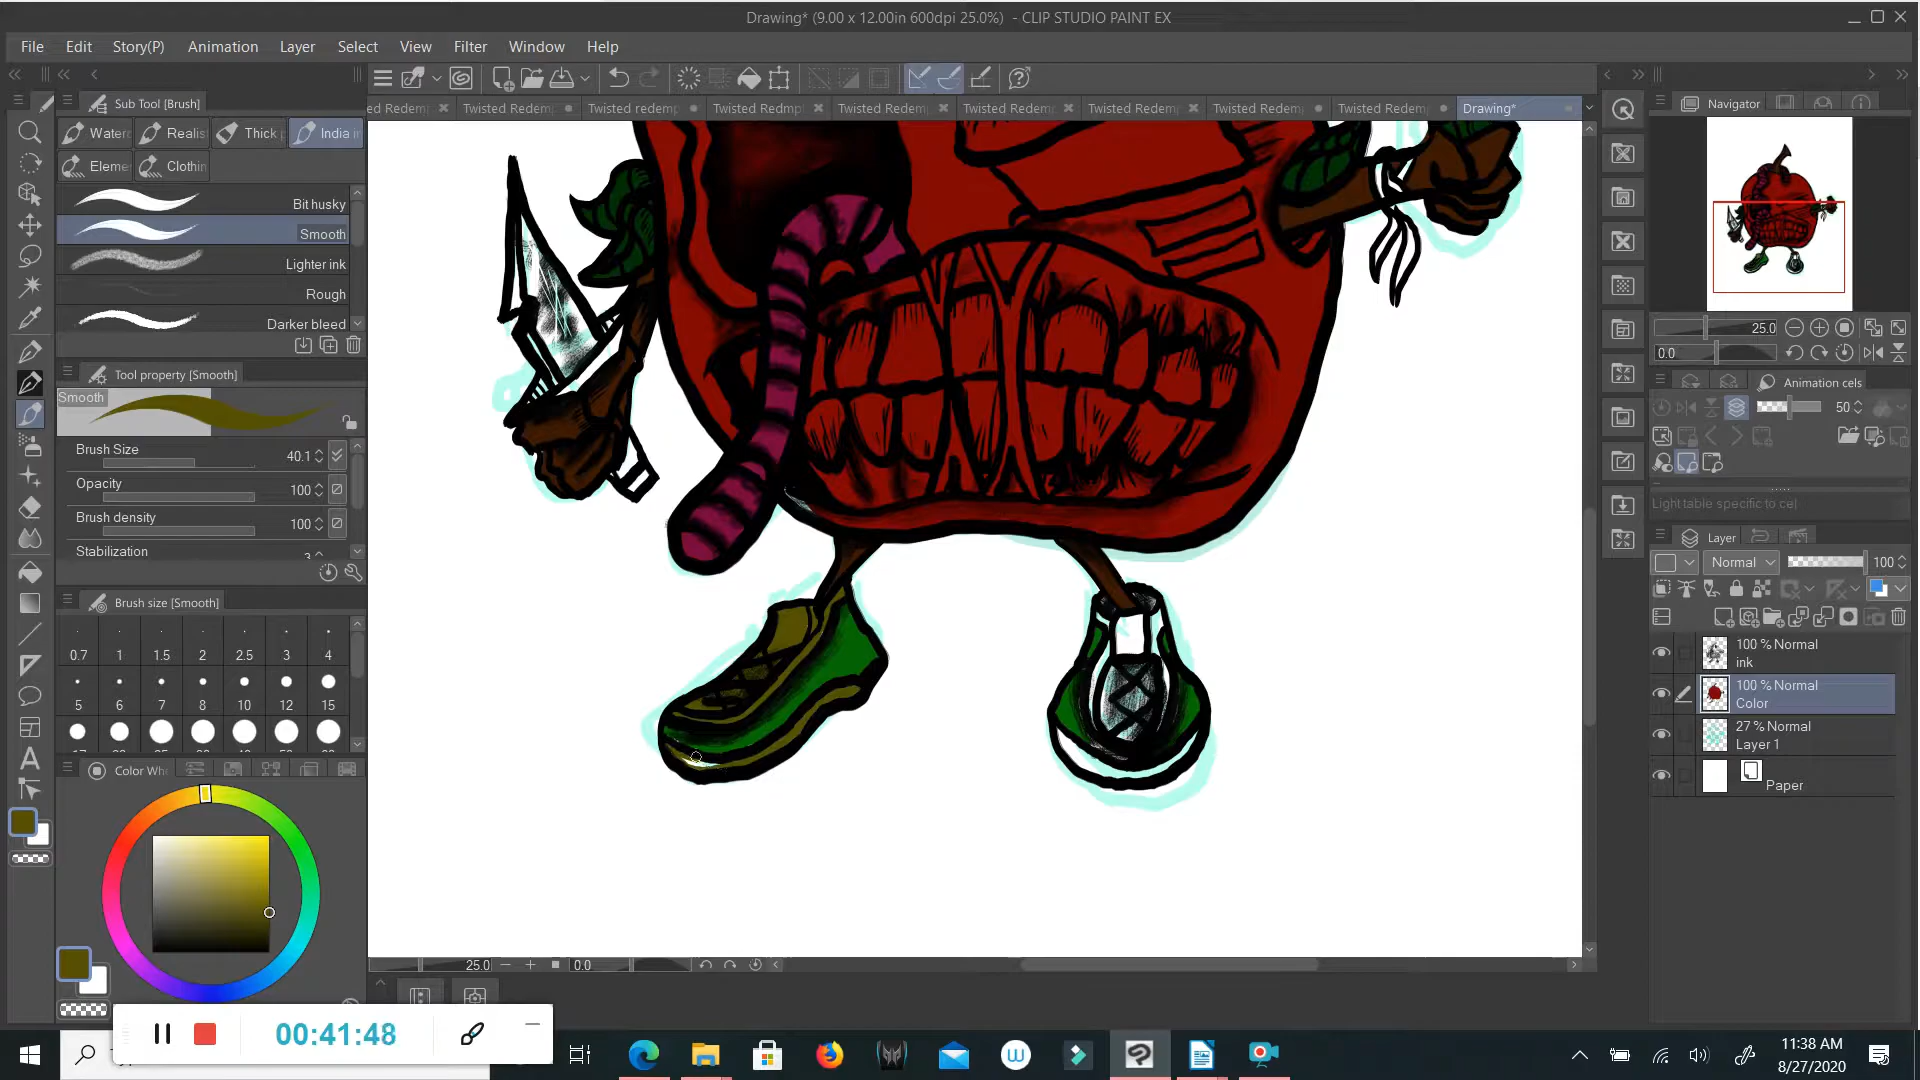 Drawing* (9.00 x 12.00in 600dpi 25.0%) - CLIP STUDIO PAINT EX
File Edit Story(P) Animation Layer Select View Filter Window Help
Sub Tool [Brush]
ed Redem Twisted Redem Twisted redemp Twisted Redmp Twisted Redem Twisted Redem Twisted Redem Twisted Redem Twisted Redem Drawing*
Navigator
Water Realis Thick India in
Eleme Clothin
Bit husky
Smooth
Lighter ink
Rough
Darker bleed
25.0
0.0
Tool property [Smooth]
Animation cels
Smooth
50
Brush Size 40.1
Opacity 100
Brush density 100
Stabilization 3
Light table specific to cel
Layer
Normal 100
Brush size [Smooth]
0.7 1 1.5 2 2.5 3 4
5 6 7 8 10 12 15
100 % Normal
ink
100 % Normal
Color
27 % Normal
Layer 1
Paper
Color Whe
25.0 0.0
00:41:48
11:38 AM
8/27/2020